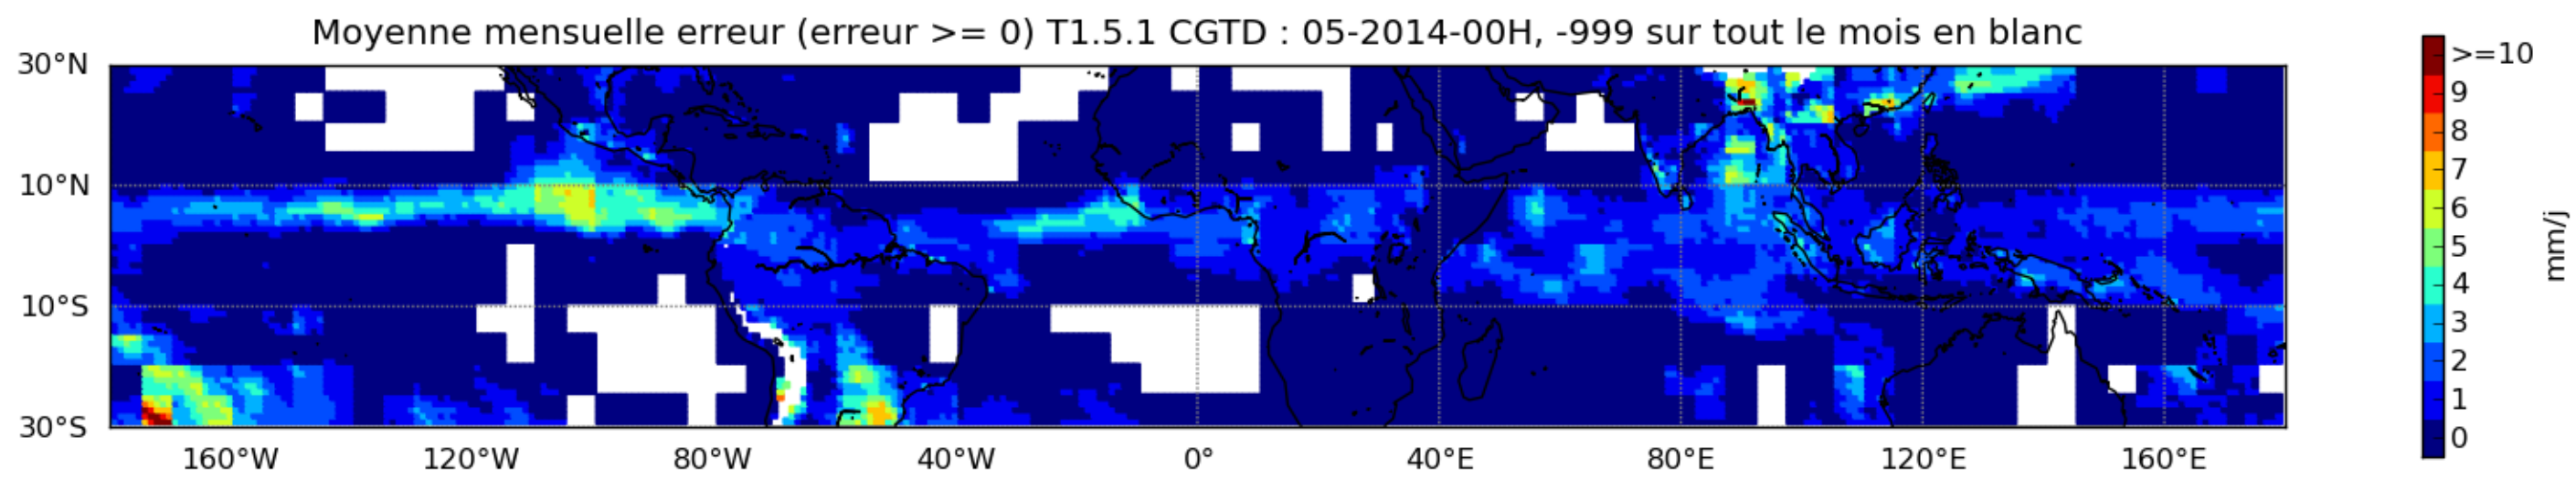 Moyenne mensuelle erreur (erreur >= 0) T1.5.1 CGTD : 05-2014-00H, -999 sur tout le mois en blanc
30°N
10°N
10°S
30°S
160°W 120°W 80°W 40°W 0° 40°E 80°E 120°E 160°E
>=10
9
8
7
6
5
4
3
2
1
0
mm/j